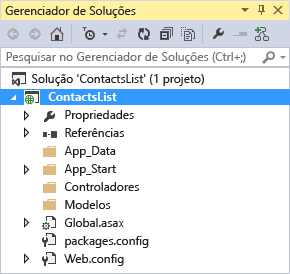 Gerenciador de Soluções
Pesquisar no Gerenciador de Soluções (Ctrl+;)
Solução 'ContactsList' (1 projeto)
ContactsList
Propriedades
Referências
App_Data
App_Start
Controladores
Modelos
Global.asax
packages.config
Web.config